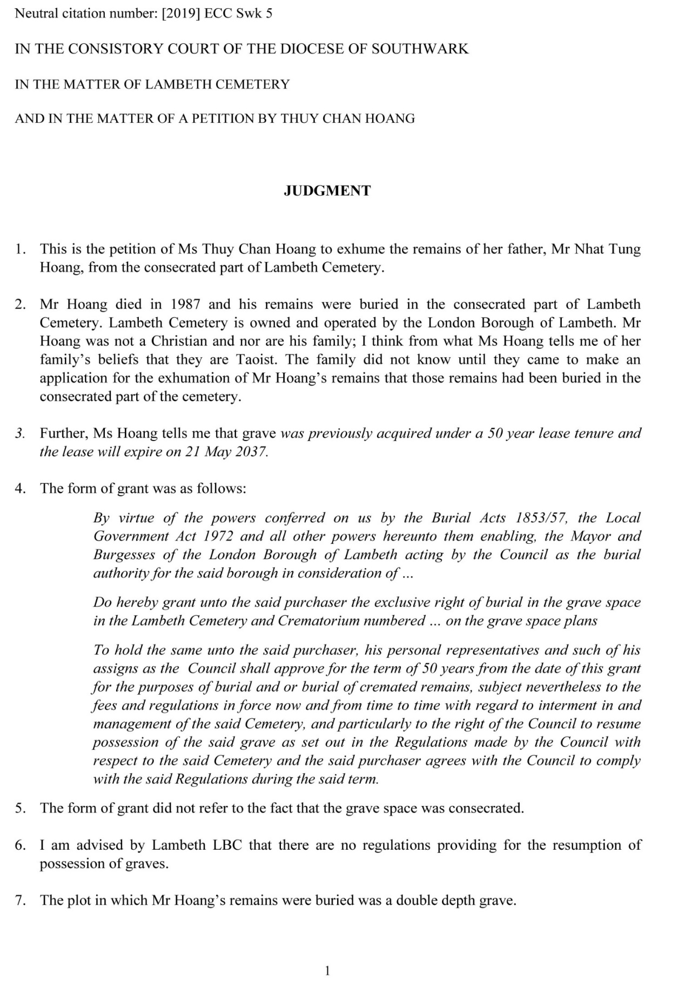 Neutral citation number: [2019] ECC Swk 5
IN THE CONSISTORY COURT OF THE DIOCESE OF SOUTHWARK
IN THE MATTER OF LAMBETH CEMETERY
AND IN THE MATTER OF A PETITION BY THUY CHAN HOANG
JUDGMENT
1. This is the petition of Ms Thuy Chan Hoang to exhume the remains of her father, Mr Nhat Tung
Hoang, from the consecrated part of Lambeth Cemetery.
2. Mr Hoang died in 1987 and his remains were buried in the consecrated part of Lambeth
Cemetery. Lambeth Cemetery is owned and operated by the London Borough of Lambeth. Mr
Hoang was not a Christian and nor are his family; I think from what Ms Hoang tells me of her
family’s beliefs that they are Taoist. The family did not know until they came to make an
application for the exhumation of Mr Hoang’s remains that those remains had been buried in the
consecrated part of the cemetery.
3. Further, Ms Hoang tells me that grave was previously acquired under a 50 year lease tenure and
the lease will expire on 21 May 2037.
4. The form of grant was as follows:
By virtue of the powers conferred on us by the Burial Acts 1853/57, the Local
Government Act 1972 and all other powers hereunto them enabling, the Mayor and
Burgesses of the London Borough of Lambeth acting by the Council as the burial
authority for the said borough in consideration of ...
Do hereby grant unto the said purchaser the exclusive right of burial in the grave space
in the Lambeth Cemetery and Crematorium numbered ... on the grave space plans
To hold the same unto the said purchaser, his personal representatives and such of his
assigns as the Council shall approve for the term of 50 years from the date of this grant
for the purposes of burial and or burial of cremated remains, subject nevertheless to the
fees and regulations in force now and from time to time with regard to interment in and
management of the said Cemetery, and particularly to the right of the Council to resume
possession of the said grave as set out in the Regulations made by the Council with
respect to the said Cemetery and the said purchaser agrees with the Council to comply
with the said Regulations during the said term.
5. The form of grant did not refer to the fact that the grave space was consecrated.
6. I am advised by Lambeth LBC that there are no regulations providing for the resumption of
possession of graves.
7. The plot in which Mr Hoang’s remains were buried was a double depth grave.
1